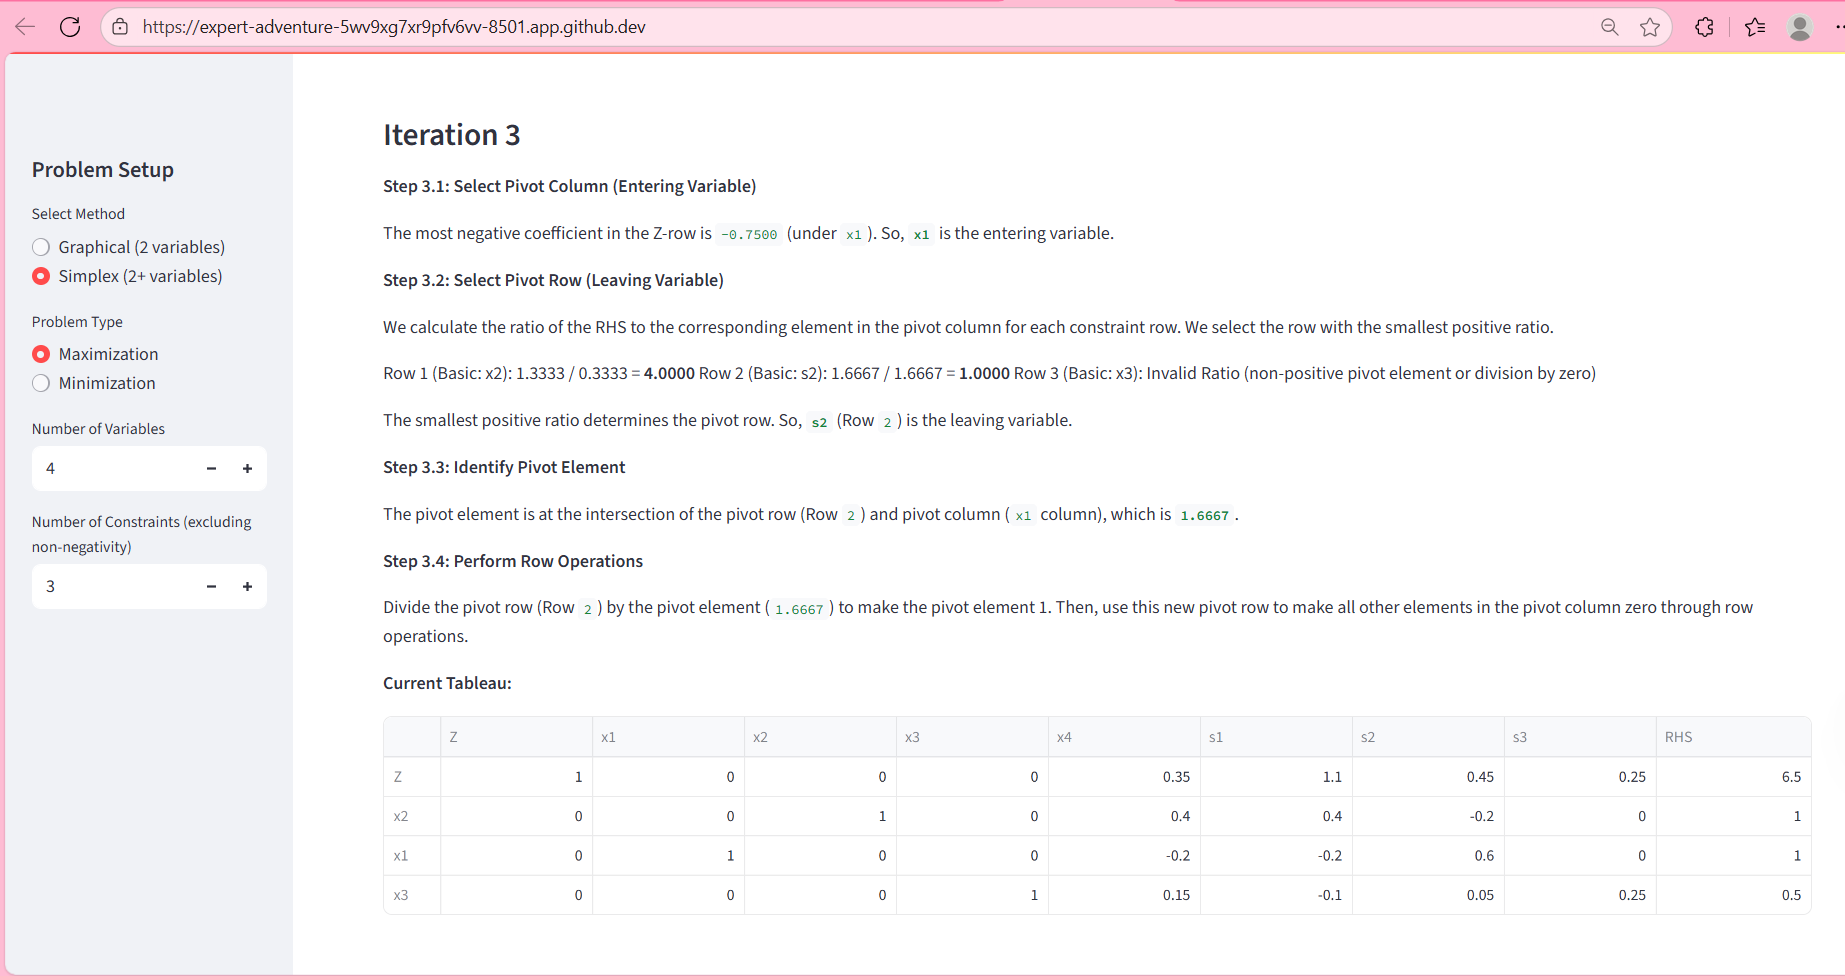 https://expert-adventure-5wv9xg7xr9pfv6vv-8501.app.github.dev
Problem Setup
Select Method
Graphical (2 variables)
Simplex (2+ variables)
Problem Type
Maximization
Minimization
Number of Variables
4
Number of Constraints (excluding
non-negativity)
3
Iteration 3
Step 3.1: Select Pivot Column (Entering Variable)
The most negative coefficient in the Z-row is -0.7500 (under x1 ). So, x1 is the entering variable.
Step 3.2: Select Pivot Row (Leaving Variable)
We calculate the ratio of the RHS to the corresponding element in the pivot column for each constraint row. We select the row with the smallest positive ratio.
Row 1 (Basic: x2): 1.3333 / 0.3333 = 4.0000 Row 2 (Basic: s2): 1.6667 / 1.6667 = 1.0000 Row 3 (Basic: x3): Invalid Ratio (non-positive pivot element or division by zero)
The smallest positive ratio determines the pivot row. So, s2 (Row 2 ) is the leaving variable.
Step 3.3: Identify Pivot Element
The pivot element is at the intersection of the pivot row (Row 2 ) and pivot column ( x1 column), which is 1.6667 .
Step 3.4: Perform Row Operations
Divide the pivot row (Row 2 ) by the pivot element ( 1.6667 ) to make the pivot element 1. Then, use this new pivot row to make all other elements in the pivot column zero through row
operations.
Current Tableau:
Z x1 x2 x3 x4 s1 s2 s3 RHS
Z 1 0 0 0 0.35 1.1 0.45 0.25 6.5
x2 0 0 1 0 0.4 0.4 -0.2 0 1
x1 0 1 0 0 -0.2 -0.2 0.6 0 1
x3 0 0 0 1 0.15 -0.1 0.05 0.25 0.5